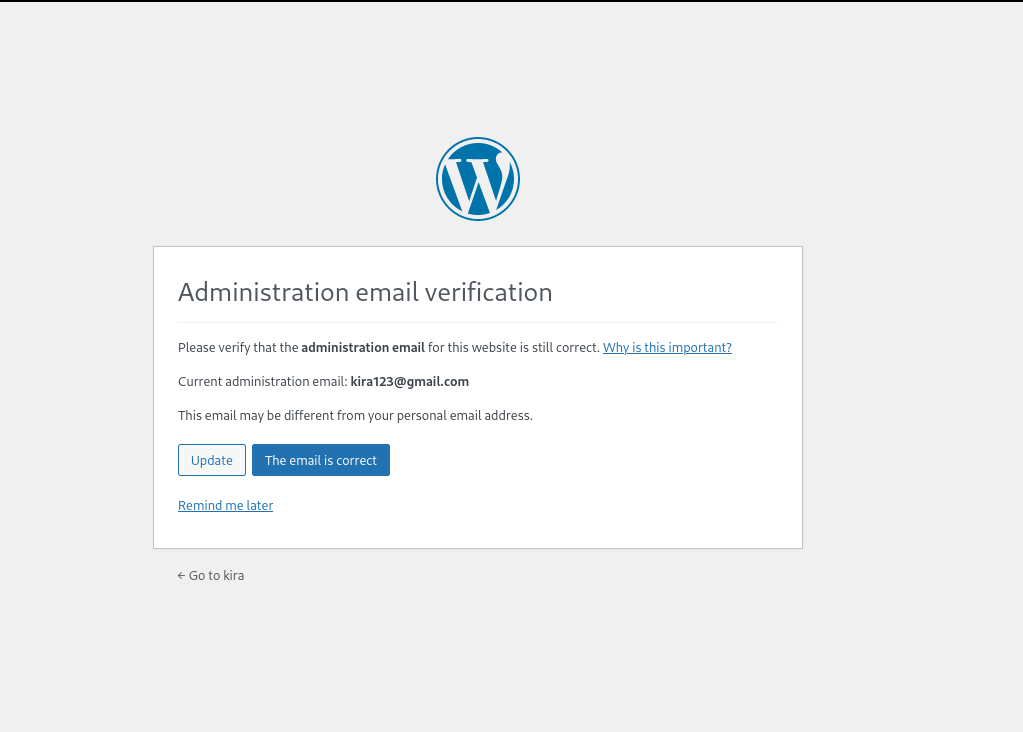 Administration email verification
Please verify that the administration email for this website is still correct. Why is this important?
Current administration email: kira123@gmail.com
This email may be different from your personal email address.
Update The email is correct
Remind me later
← Go to kira